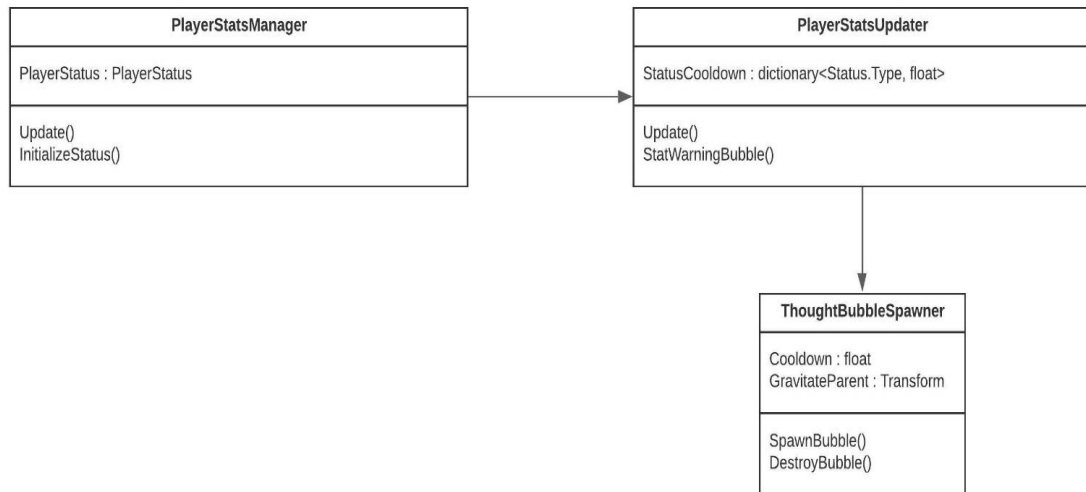 PlayerStatsManager
PlayerStatus : PlayerStatus
Update()
InitializeStatus()
PlayerStatsUpdater
StatusCooldown : dictionary<Status.Type, float>
Update()
StatWarningBubble()
ThoughtBubbleSpawner
Cooldown : float
GravitateParent : Transform
SpawnBubble()
DestroyBubble()